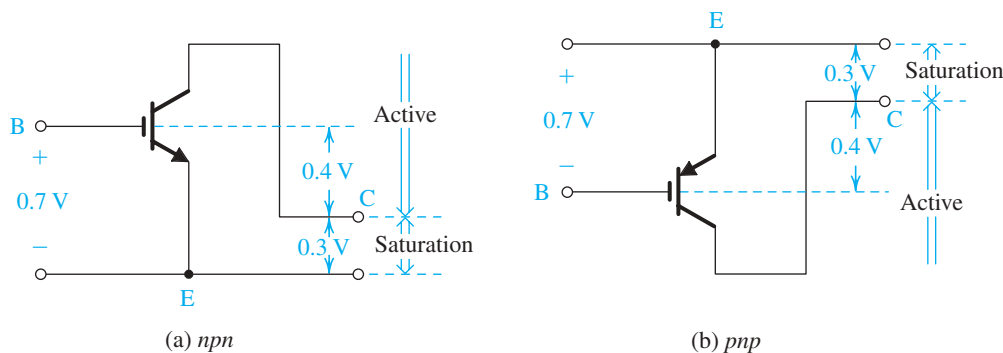 B
+
0.7 V
−
E
0.4 V
0.3 V
C
Active
Saturation
(a) npn
E
+
0.7 V
−
B
0.3 V
C
0.4 V
Saturation
Active
(b) pnp